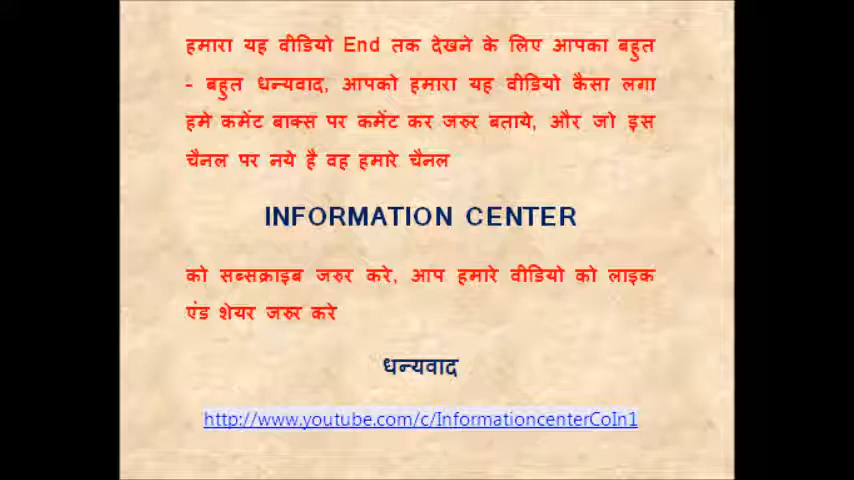 हमारा यह वीडियो End तक देखने के लिए आपका बहुत
- बहुत धन्यवाद, आपको हमारा यह वीडियो कैसा लगा
हमे कमेंट बाक्स पर कमेंट कर जरुर बताये, और जो इस
चैनल पर नये है वह हमारे चैनल
INFORMATION CENTER
को सब्सक्राइब जरुर करे, आप हमारे वीडियो को लाइक
एंड शेयर जरुर करे
धन्यवाद
http://www.youtube.com/c/InformationcenterCoIn1